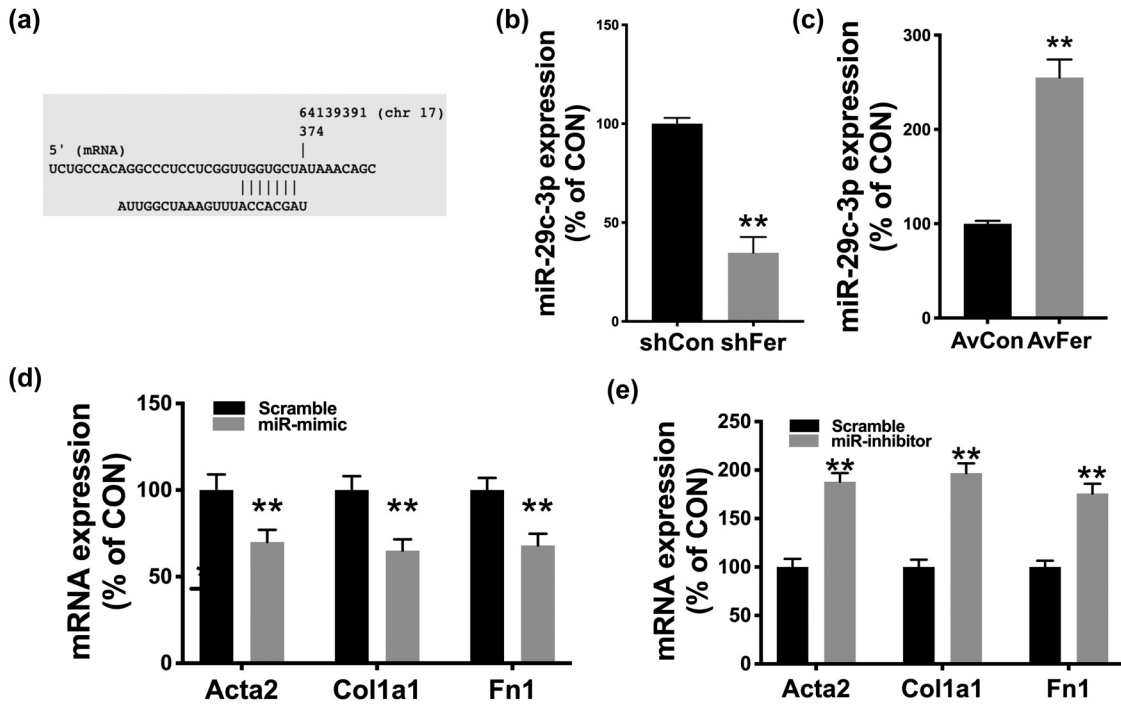 (a)
64139391 (chr 17)
374
|
5' (mRNA)
UCUGCCACAGGCCCUCCUCGGUUGGUGCUAUAAACAGC
|||||||
AUUGGCUAAAGUUUACCACGAU
(b)
miR-29c-3p expression
(% of CON)
150
100
50
0
**
shCon shFer
(c)
miR-29c-3p expression
(% of CON)
300
200
100
0
**
AvCon AvFer
(d)
mRNA expression
(% of CON)
150
100
50
0
Scramble
miR-mimic
**
**
**
Acta2 Col1a1 Fn1
(e)
mRNA expression
(% of CON)
250
200
150
100
50
0
Scramble
miR-inhibitor
**
**
**
Acta2 Col1a1 Fn1